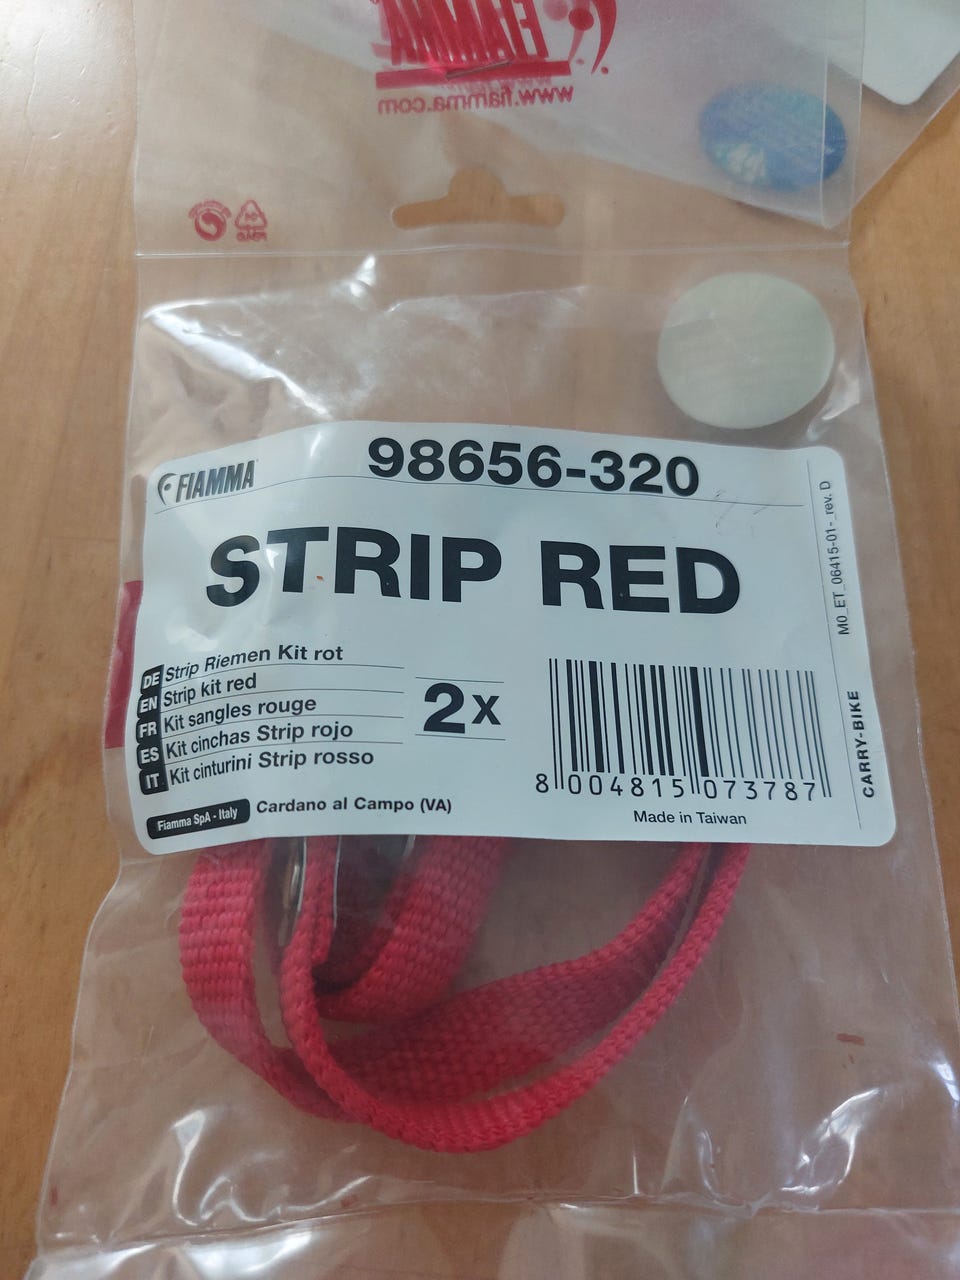 FIAMMA
www.fiamma.com
FIAMMA
98656-320
STRIP RED
DE Strip Riemen Kit rot
EN Strip kit red
FR Kit sangles rouge
ES Kit cinchas Strip rojo
IT Kit cinturini Strip rosso
2x
8 004815 073787
Made in Taiwan
Fiamma SpA - Italy Cardano al Campo (VA)
M0_ET_06415-01-_rev. D
CARRY-BIKE